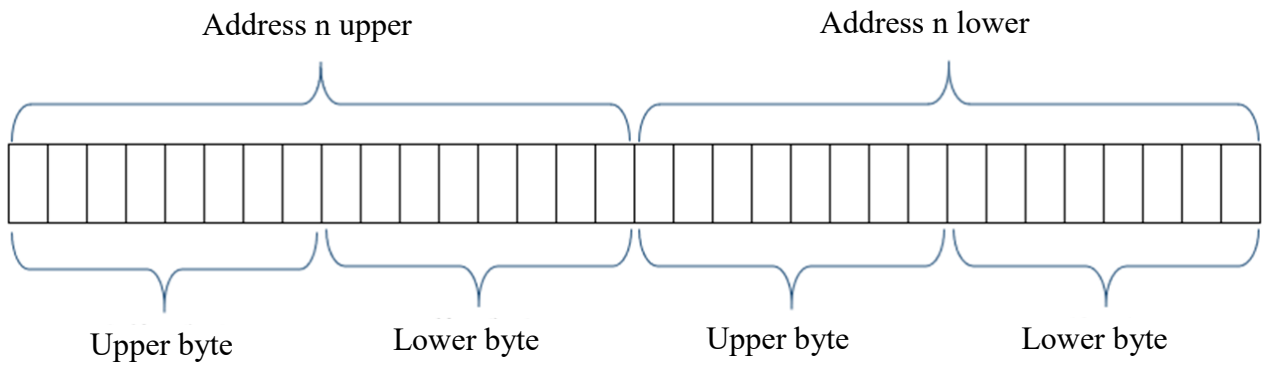 Address n upper
Address n lower
Upper byte
Lower byte
Upper byte
Lower byte